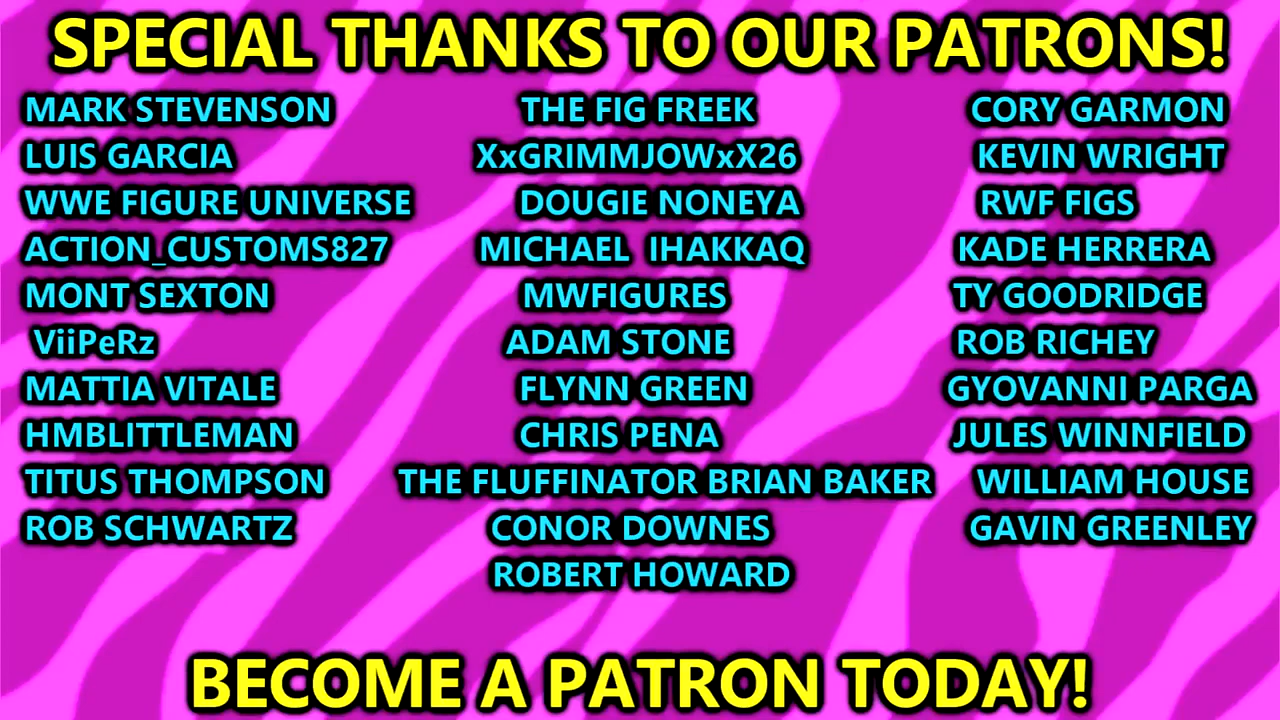 SPECIAL THANKS TO OUR PATRONS!
MARK STEVENSON THE FIG FREEK CORY GARMON
LUIS GARCIA XxGRIMMJOWxX26 KEVIN WRIGHT
WWE FIGURE UNIVERSE DOUGIE NONEYA RWF FIGS
ACTION_CUSTOMS827 MICHAEL IHAKKAQ KADE HERRERA
MONT SEXTON MWFIGURES TY GOODRIDGE
ViiPeRz ADAM STONE ROB RICHEY
MATTIA VITALE FLYNN GREEN GYOVANNI PARGA
HMBLITTLEMAN CHRIS PENA JULES WINNFIELD
TITUS THOMPSON THE FLUFFINATOR BRIAN BAKER WILLIAM HOUSE
ROB SCHWARTZ CONOR DOWNES GAVIN GREENLEY
ROBERT HOWARD
BECOME A PATRON TODAY!